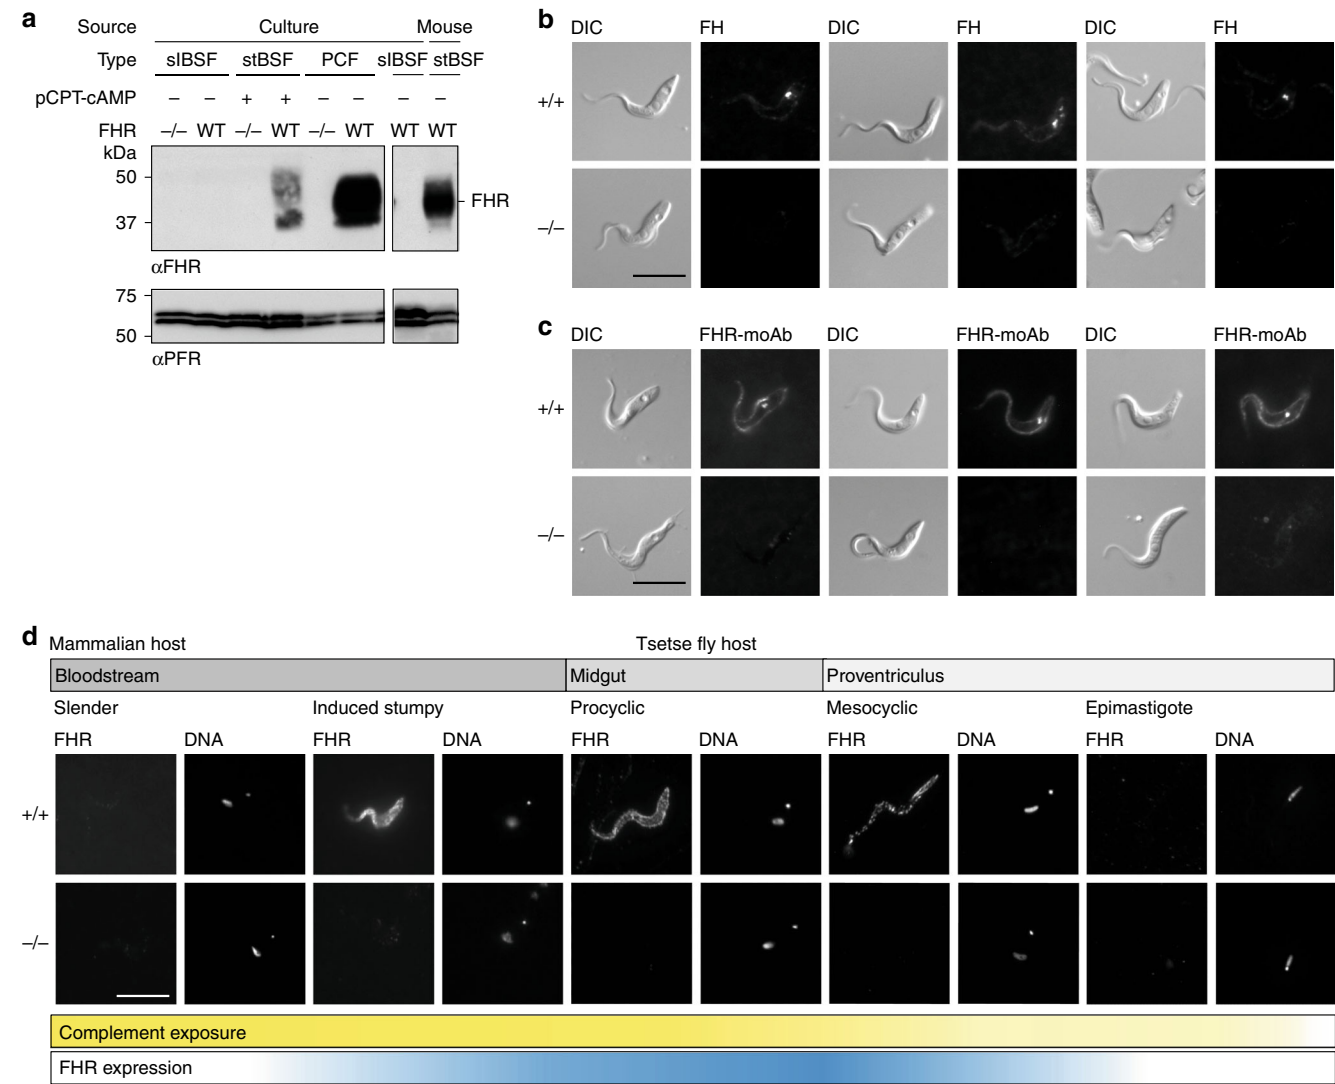 a
Source Culture Mouse
Type slBSF stBSF PCF slBSF stBSF
pCPT-cAMP – – + + – – – –
FHR –/– WT –/– WT –/– WT WT WT
kDa
50
FHR
37
αFHR
75
50
αPFR
b
DIC FH DIC FH DIC FH
+/+
–/–
c
DIC FHR-moAb DIC FHR-moAb DIC FHR-moAb
+/+
–/–
d
Mammalian host Tsetse fly host
Bloodstream Midgut Proventriculus
Slender Induced stumpy Procyclic Mesocyclic Epimastigote
FHR DNA FHR DNA FHR DNA FHR DNA FHR DNA
+/+
–/–
Complement exposure
FHR expression